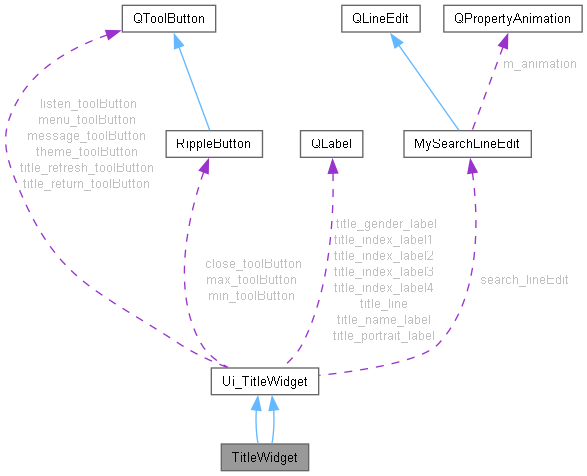 QToolButton
QLineEdit
QPropertyAnimation
m_animation
listen_toolButton
menu_toolButton
message_toolButton
theme_toolButton
title_refresh_toolButton
title_return_toolButton
RippleButton
QLabel
MySearchLineEdit
close_toolButton
max_toolButton
min_toolButton
title_gender_label
title_index_label1
title_index_label2
title_index_label3
title_index_label4
title_line
title_name_label
title_portrait_label
search_lineEdit
Ui_TitleWidget
TitleWidget